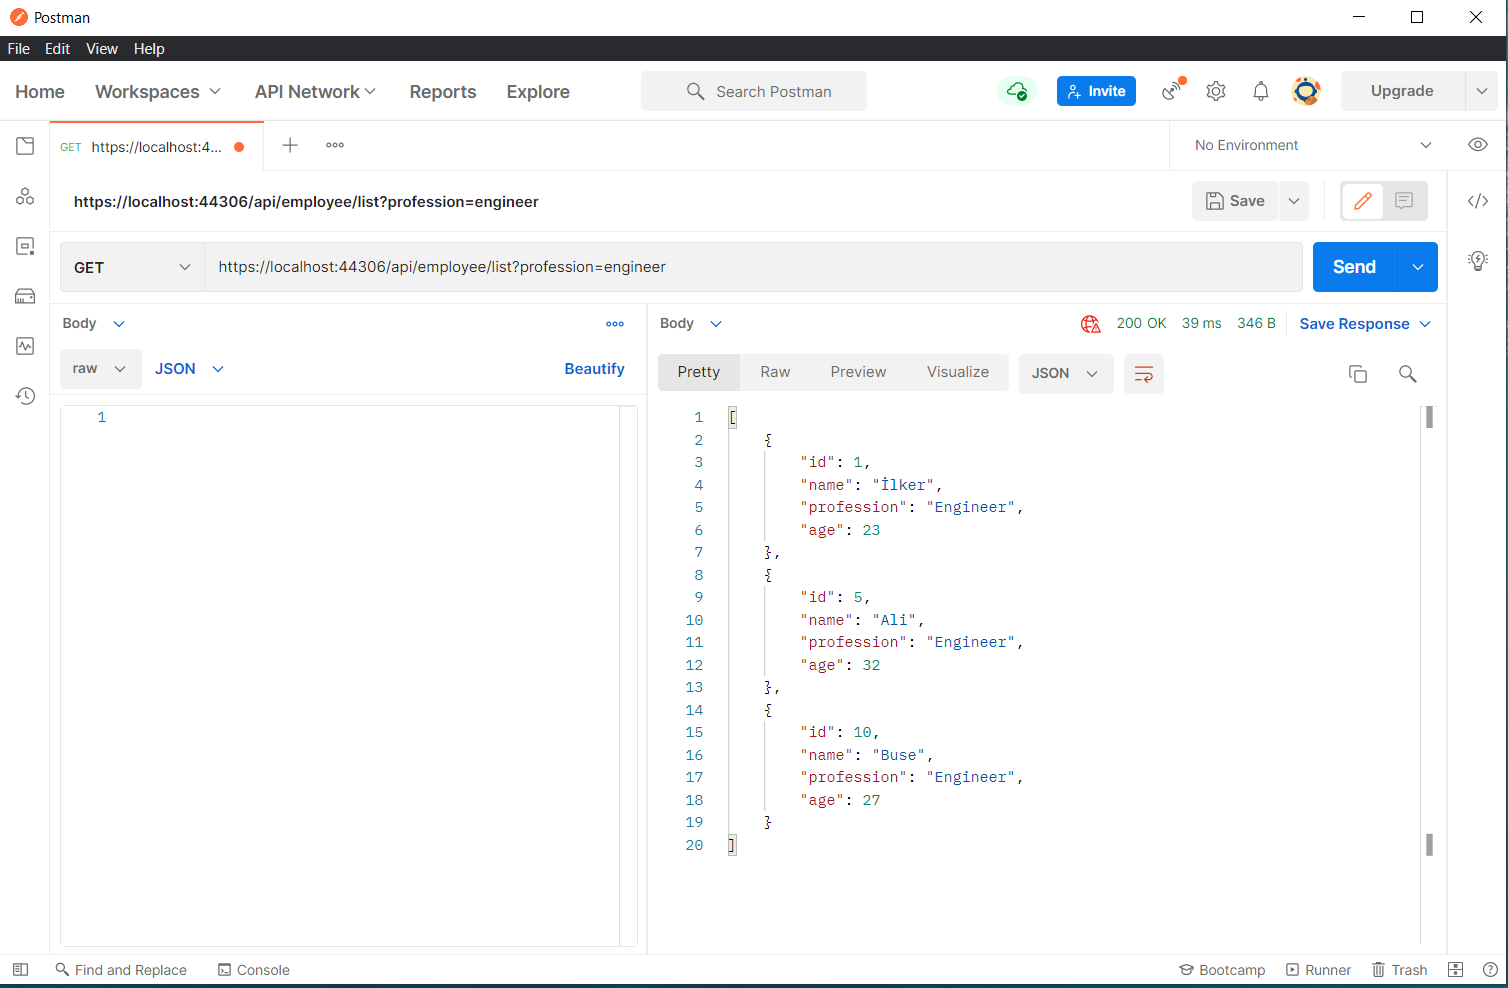 Postman
File Edit View Help
Home Workspaces API Network Reports Explore Search Postman Invite Upgrade
GET https://localhost:4... No Environment
https://localhost:44306/api/employee/list?profession=engineer Save
GET https://localhost:44306/api/employee/list?profession=engineer Send
Body Body 200 OK 39 ms 346 B Save Response
raw JSON Beautify Pretty Raw Preview Visualize JSON
1
1 [
2 {
3 "id": 1,
4 "name": "İlker",
5 "profession": "Engineer",
6 "age": 23
7 },
8 {
9 "id": 5,
10 "name": "Ali",
11 "profession": "Engineer",
12 "age": 32
13 },
14 {
15 "id": 10,
16 "name": "Buse",
17 "profession": "Engineer",
18 "age": 27
19 }
20 ]
Find and Replace Console Bootcamp Runner Trash